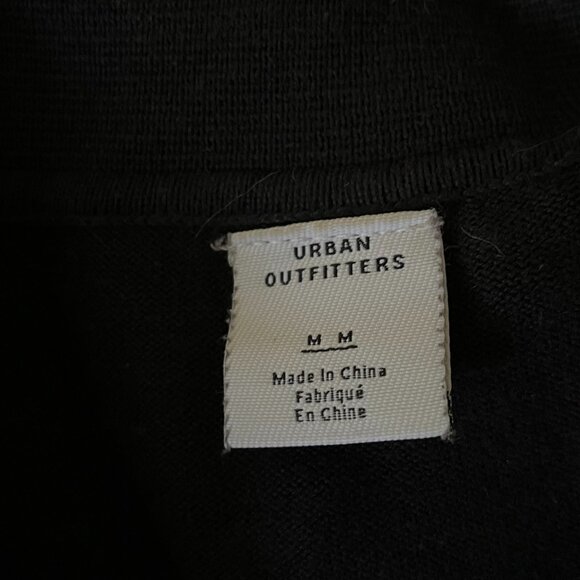 URBAN
OUTFITTERS
M M
Made In China
Fabriqué
En Chine